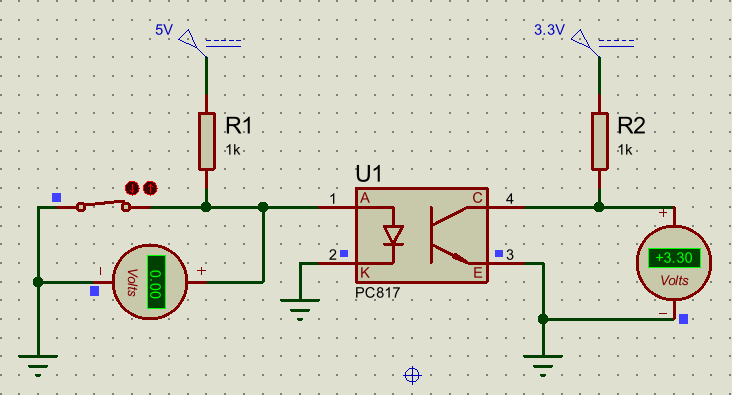 5V
3.3V
R1
1k
R2
1k
U1
1
A
C
4
+
2
K
E
3
PC817
–
Volts
0.00
+
+3.30
Volts
–